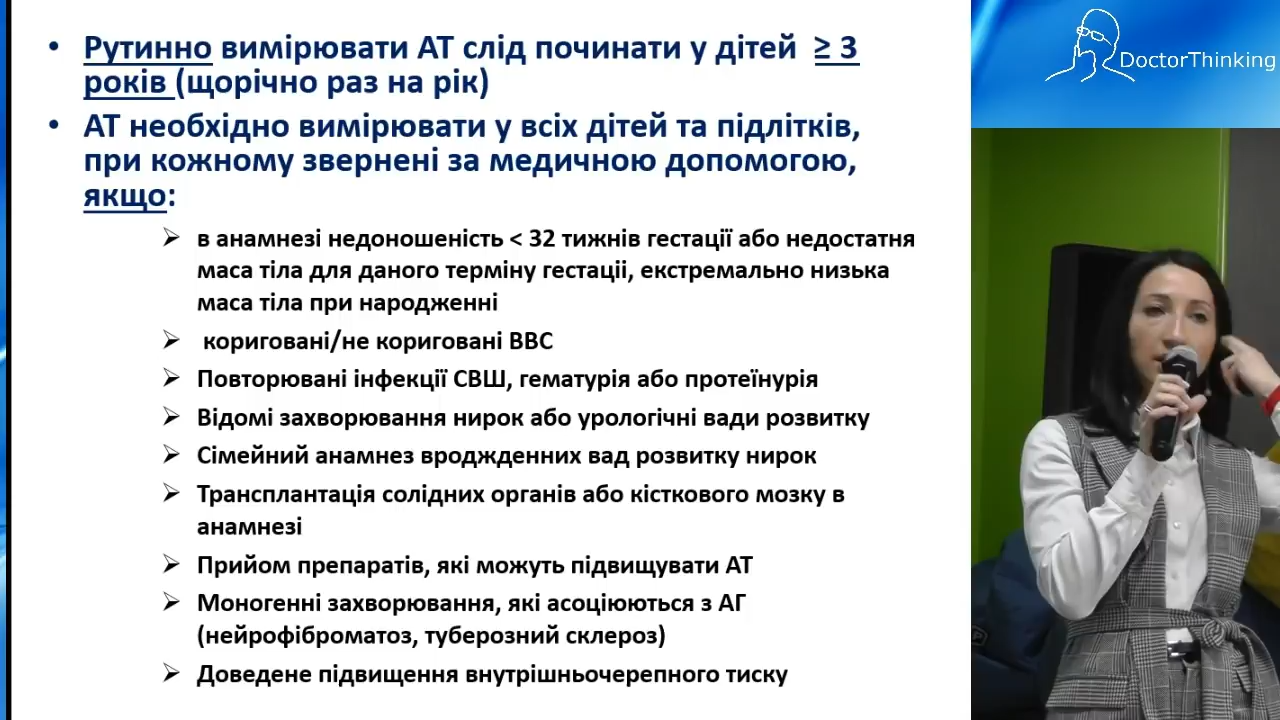 • Рутинно вимірювати АТ слід починати у дітей ≥ 3
років (щорічно раз на рік)
• АТ необхідно вимірювати у всіх дітей та підлітків,
при кожному звернені за медичною допомогою,
якщо:
➢ в анамнезі недоношеність < 32 тижнів гестації або недостатня
маса тіла для даного терміну гестації, екстремально низька
маса тіла при народженні
➢ кориговані/не кориговані ВВС
➢ Повторювані інфекції СВШ, гематурія або протеїнурія
➢ Відомі захворювання нирок або урологічні вади розвитку
➢ Сімейний анамнез вроджденних вад розвитку нирок
➢ Трансплантація солідних органів або кісткового мозку в
анамнезі
➢ Прийом препаратів, які можуть підвищувати АТ
➢ Моногенні захворювання, які асоціюються з АГ
(нейрофіброматоз, туберозний склероз)
➢ Доведене підвищення внутрішньочерепного тиску
DoctorThinking